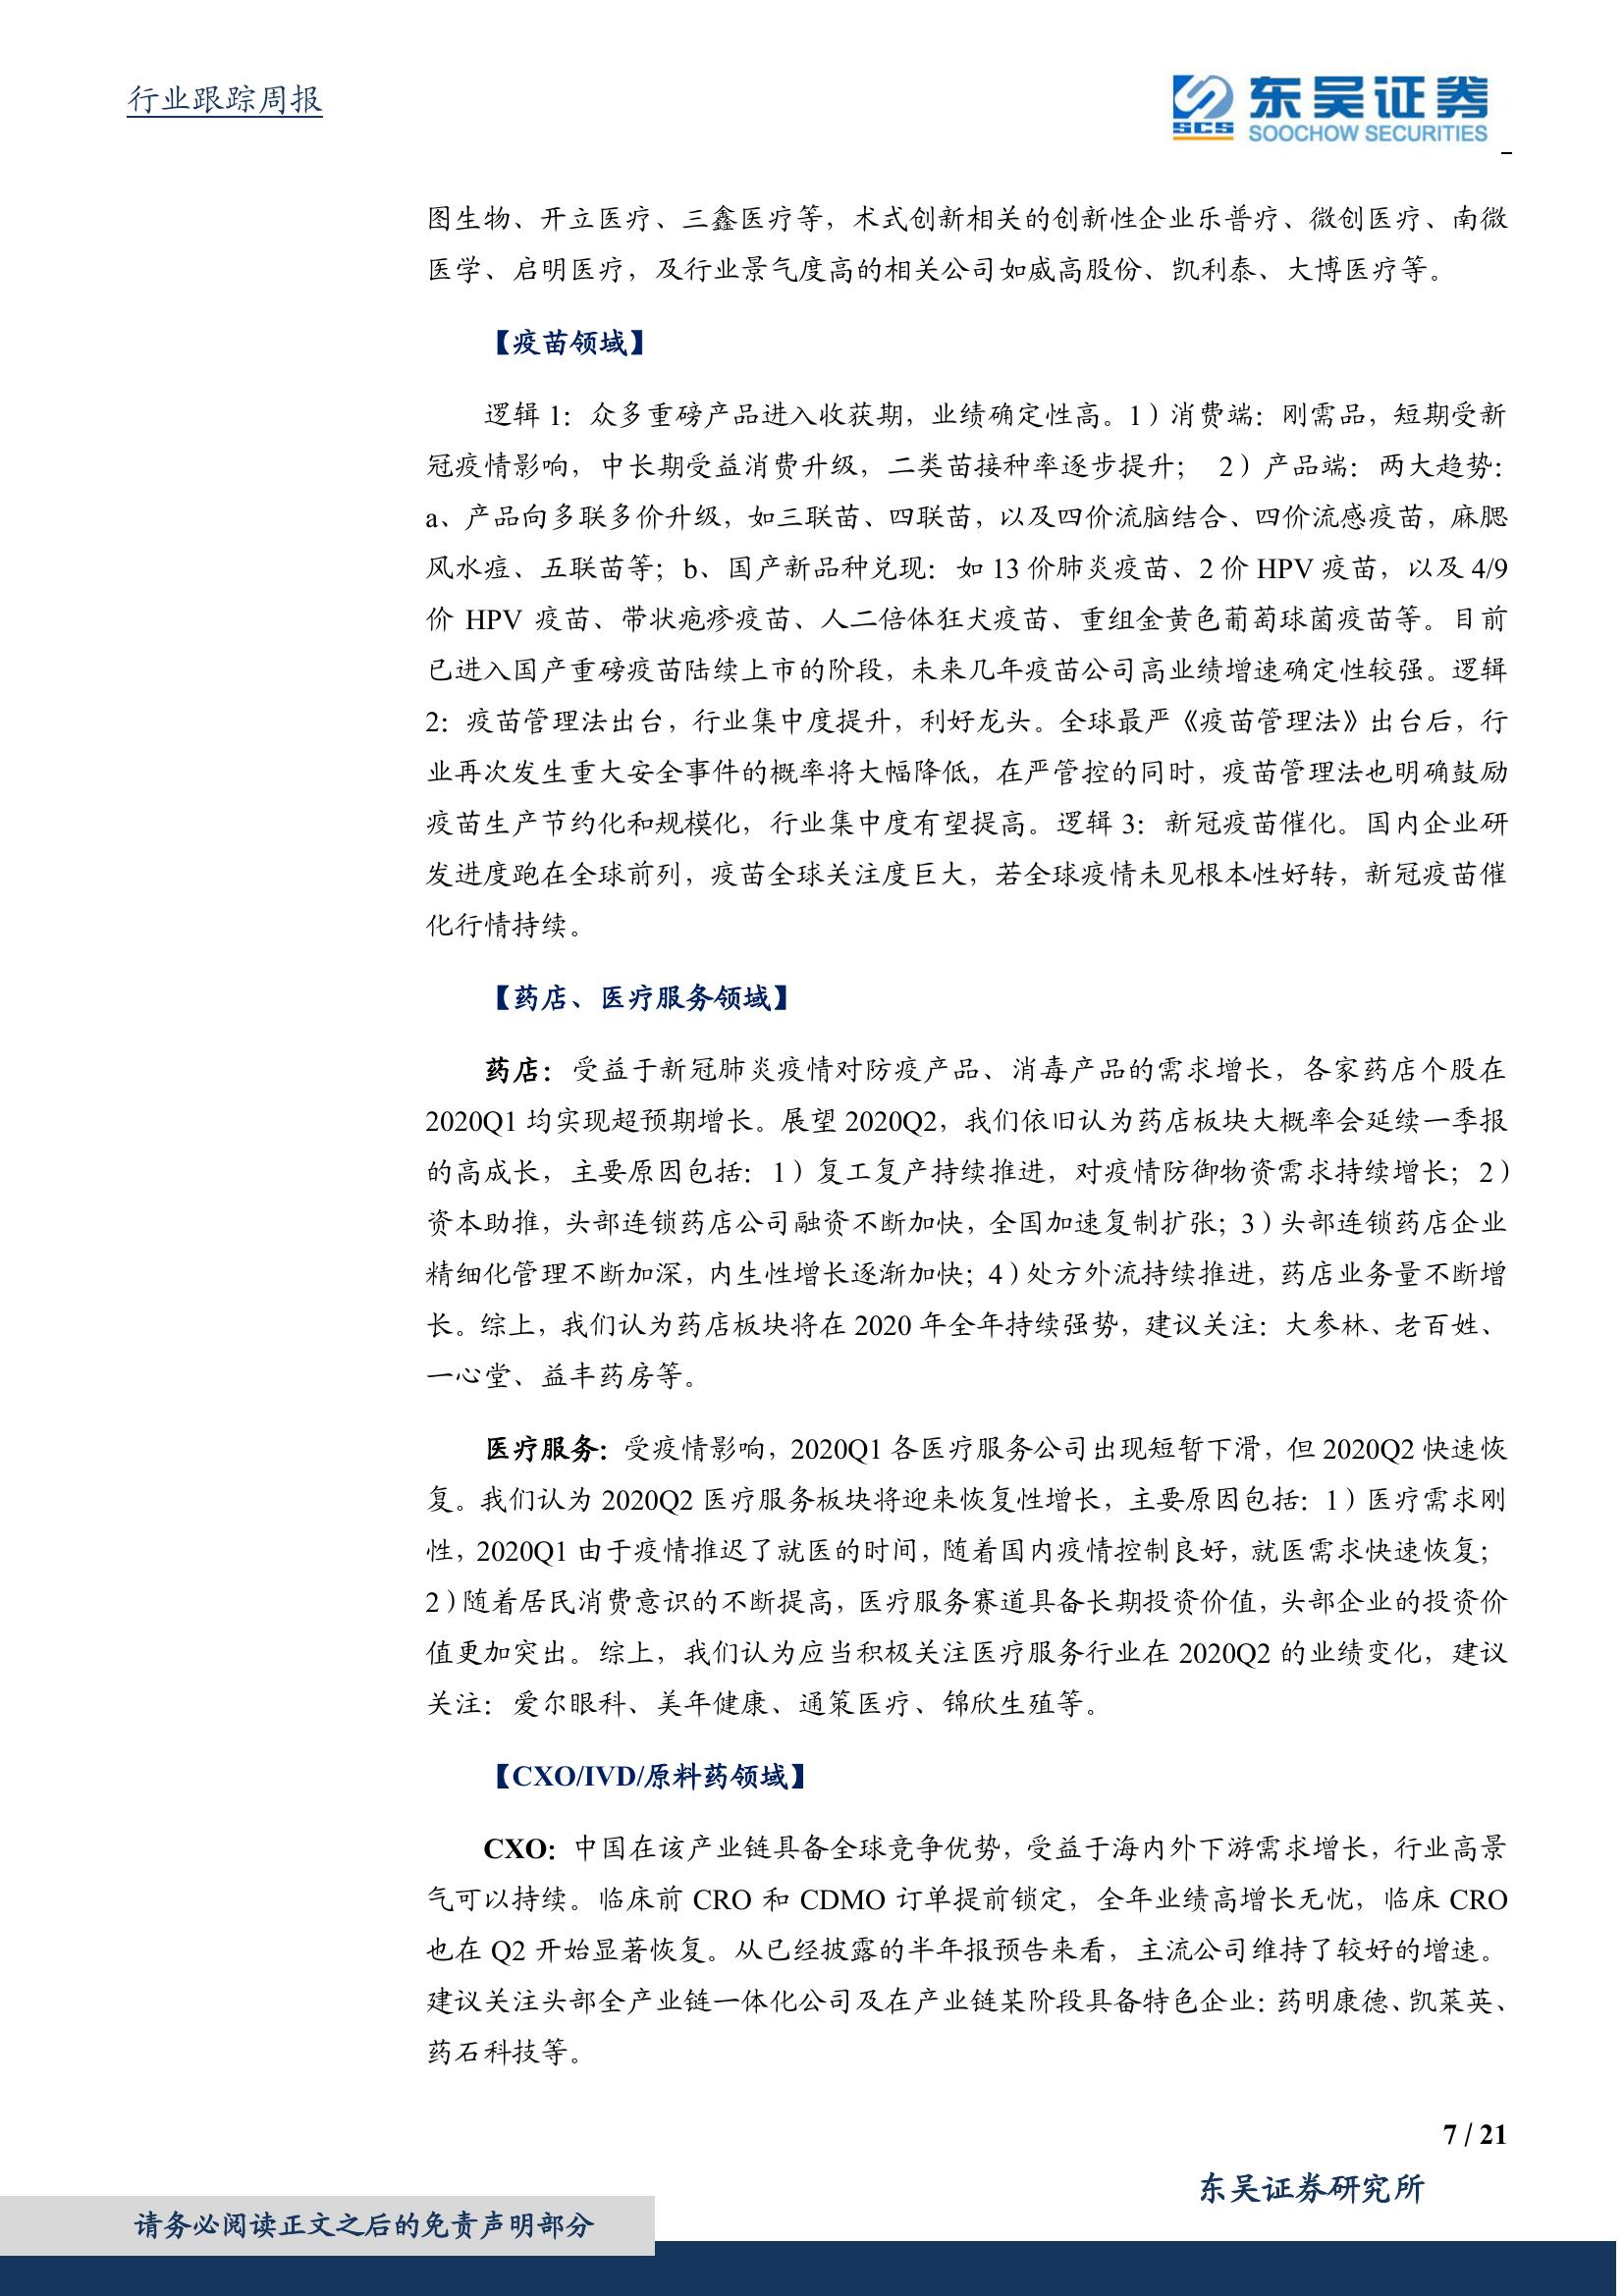 行业跟踪周报
SCS
东吴证券
SOOCHOW SECURITIES
图生物、开立医疗、三鑫医疗等，术式创新相关的创新性企业乐普疗、微创医疗、南微
医学、启明医疗，及行业景气度高的相关公司如威高股份、凯利泰、大博医疗等。
【疫苗领域】
逻辑 1：众多重磅产品进入收获期，业绩确定性高。1）消费端：刚需品，短期受新
冠疫情影响，中长期受益消费升级，二类苗接种率逐步提升； 2）产品端：两大趋势：
a、产品向多联多价升级，如三联苗、四联苗，以及四价流脑结合、四价流感疫苗，麻腮
风水痘、五联苗等；b、国产新品种兑现：如 13 价肺炎疫苗、2 价 HPV 疫苗，以及 4/9
价 HPV 疫苗、带状疱疹疫苗、人二倍体狂犬疫苗、重组金黄色葡萄球菌疫苗等。目前
已进入国产重磅疫苗陆续上市的阶段，未来几年疫苗公司高业绩增速确定性较强。逻辑
2：疫苗管理法出台，行业集中度提升，利好龙头。全球最严《疫苗管理法》出台后，行
业再次发生重大安全事件的概率将大幅降低，在严管控的同时，疫苗管理法也明确鼓励
疫苗生产节约化和规模化，行业集中度有望提高。逻辑 3：新冠疫苗催化。国内企业研
发进度跑在全球前列，疫苗全球关注度巨大，若全球疫情未见根本性好转，新冠疫苗催
化行情持续。
【药店、医疗服务领域】
药店：受益于新冠肺炎疫情对防疫产品、消毒产品的需求增长，各家药店个股在
2020Q1 均实现超预期增长。展望 2020Q2，我们依旧认为药店板块大概率会延续一季报
的高成长，主要原因包括：1）复工复产持续推进，对疫情防御物资需求持续增长；2）
资本助推，头部连锁药店公司融资不断加快，全国加速复制扩张；3）头部连锁药店企业
精细化管理不断加深，内生性增长逐渐加快；4）处方外流持续推进，药店业务量不断增
长。综上，我们认为药店板块将在 2020 年全年持续强势，建议关注：大参林、老百姓、
一心堂、益丰药房等。
医疗服务：受疫情影响，2020Q1 各医疗服务公司出现短暂下滑，但 2020Q2 快速恢
复。我们认为 2020Q2 医疗服务板块将迎来恢复性增长，主要原因包括：1）医疗需求刚
性，2020Q1 由于疫情推迟了就医的时间，随着国内疫情控制良好，就医需求快速恢复；
2）随着居民消费意识的不断提高，医疗服务赛道具备长期投资价值，头部企业的投资价
值更加突出。综上，我们认为应当积极关注医疗服务行业在 2020Q2 的业绩变化，建议
关注：爱尔眼科、美年健康、通策医疗、锦欣生殖等。
【CXO/IVD/原料药领域】
CXO：中国在该产业链具备全球竞争优势，受益于海内外下游需求增长，行业高景
气可以持续。临床前 CRO 和 CDMO 订单提前锁定，全年业绩高增长无忧，临床 CRO
也在 Q2 开始显著恢复。从已经披露的半年报预告来看，主流公司维持了较好的增速。
建议关注头部全产业链一体化公司及在产业链某阶段具备特色企业：药明康德、凯莱英、
药石科技等。
7 / 21
东吴证券研究所
请务必阅读正文之后的免责声明部分